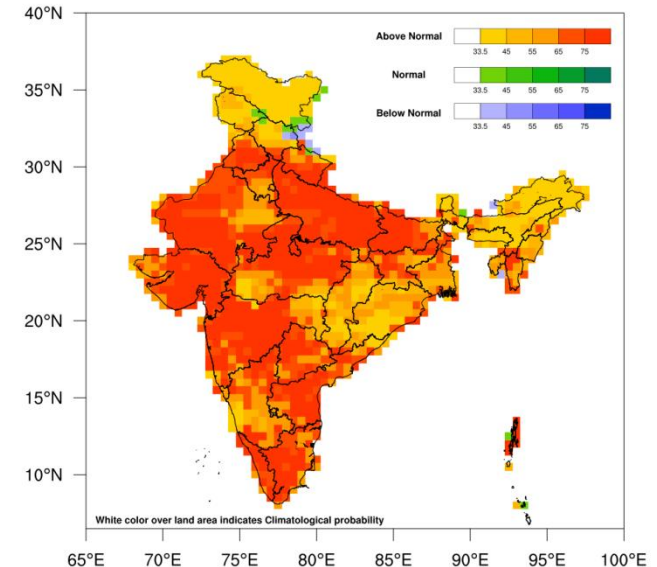 40°N
Above Normal
33.5 45 55 65 75
35°N
Normal
33.5 45 55 65 75
Below Normal
33.5 45 55 65 75
30°N
25°N
20°N
15°N
10°N
White color over land area indicates Climatological probability
65°E 70°E 75°E 80°E 85°E 90°E 95°E 100°E